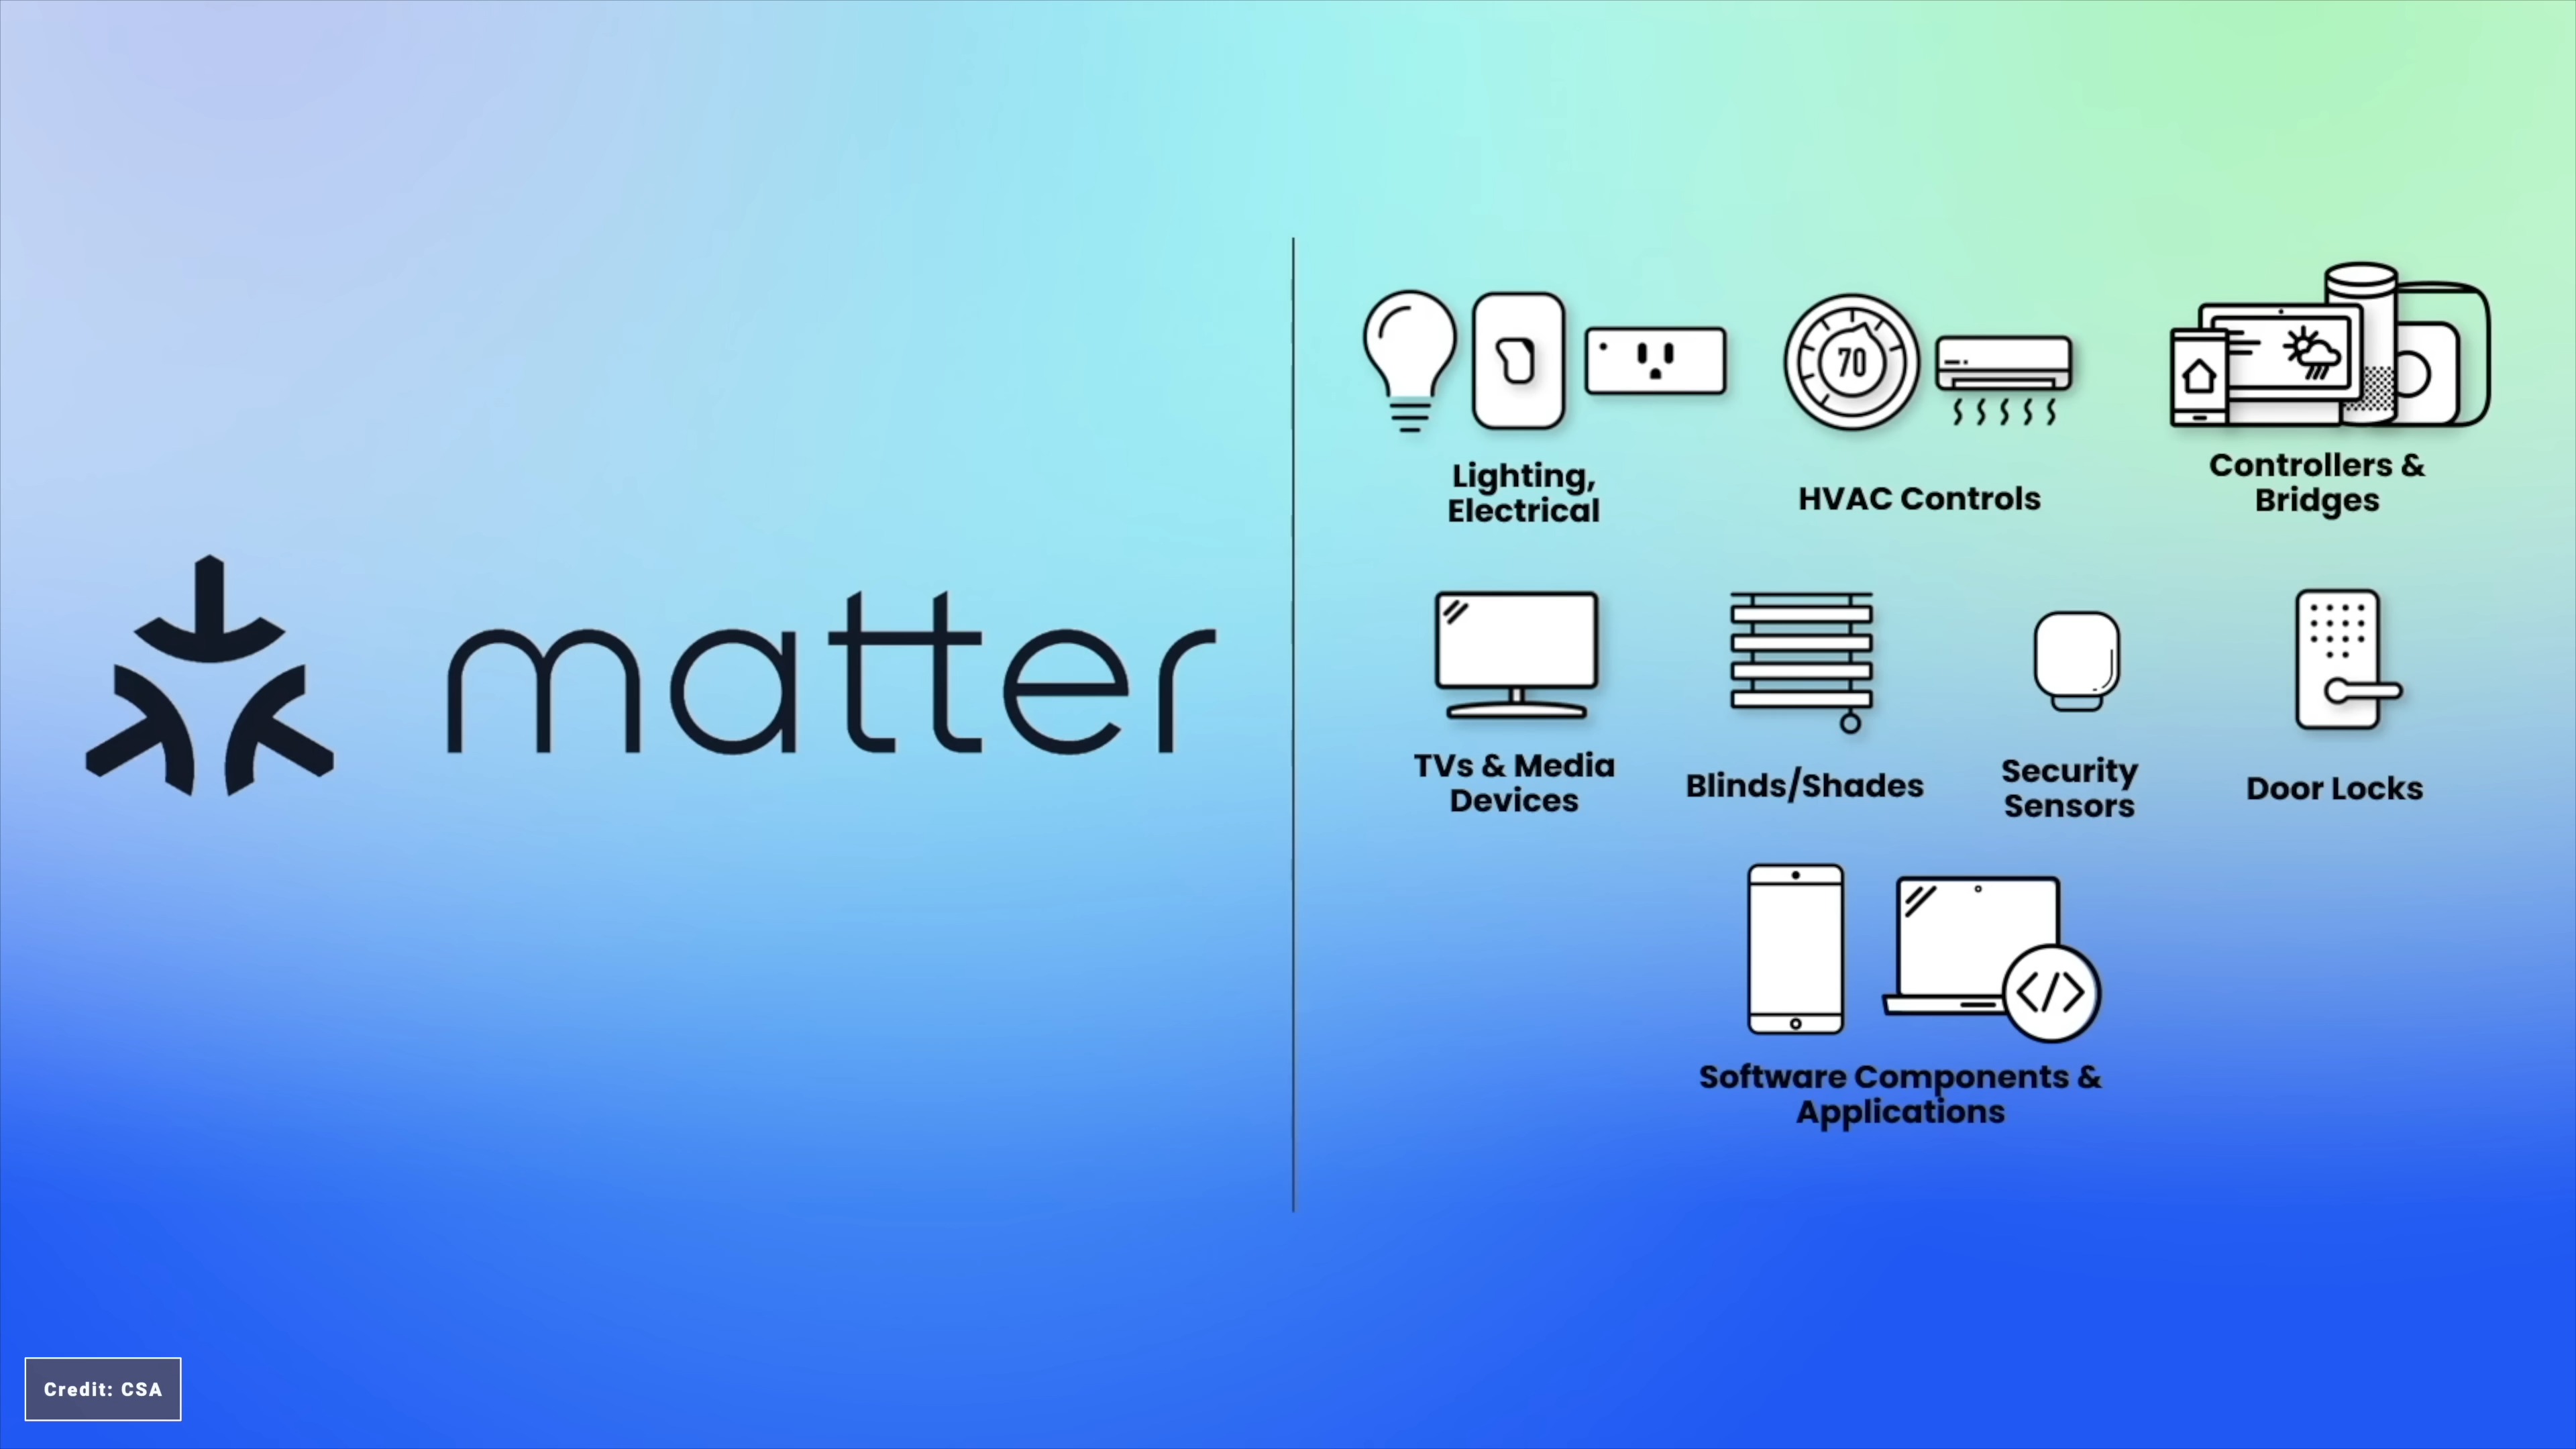 matter
Lighting,
Electrical
70
HVAC Controls
Controllers &
Bridges
TVs & Media
Devices
Blinds/Shades
Security
Sensors
Door Locks
</>
Software Components &
Applications
Credit: CSA